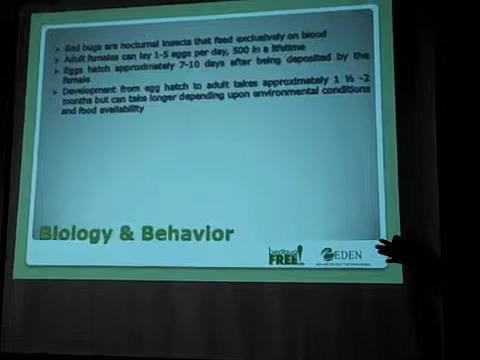 Bed bugs are nocturnal insects that feed exclusively on blood
Adult females can lay 1-5 eggs per day, 500 in a lifetime
Eggs hatch approximately 7-10 days after being deposited by the
female
Development from egg hatch to adult takes approximately 1 ½ -2
months but can take longer depending upon environmental conditions
and food availability
Biology & Behavior
bedbug
FREE!
EDEN